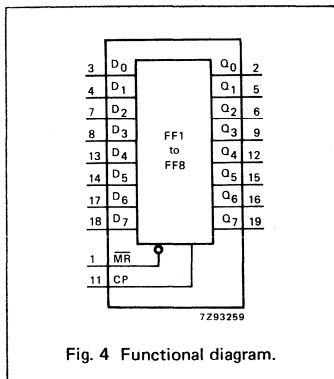 3 D0 Q0 2
4 D1 Q1 5
7 D2 Q2 6
8 D3 Q3 9
13 D4 Q4 12
14 D5 Q5 15
17 D6 Q6 16
18 D7 Q7 19
FF1
to
FF8
1 M̅R̅
11 CP
7Z93259
Fig. 4 Functional diagram.